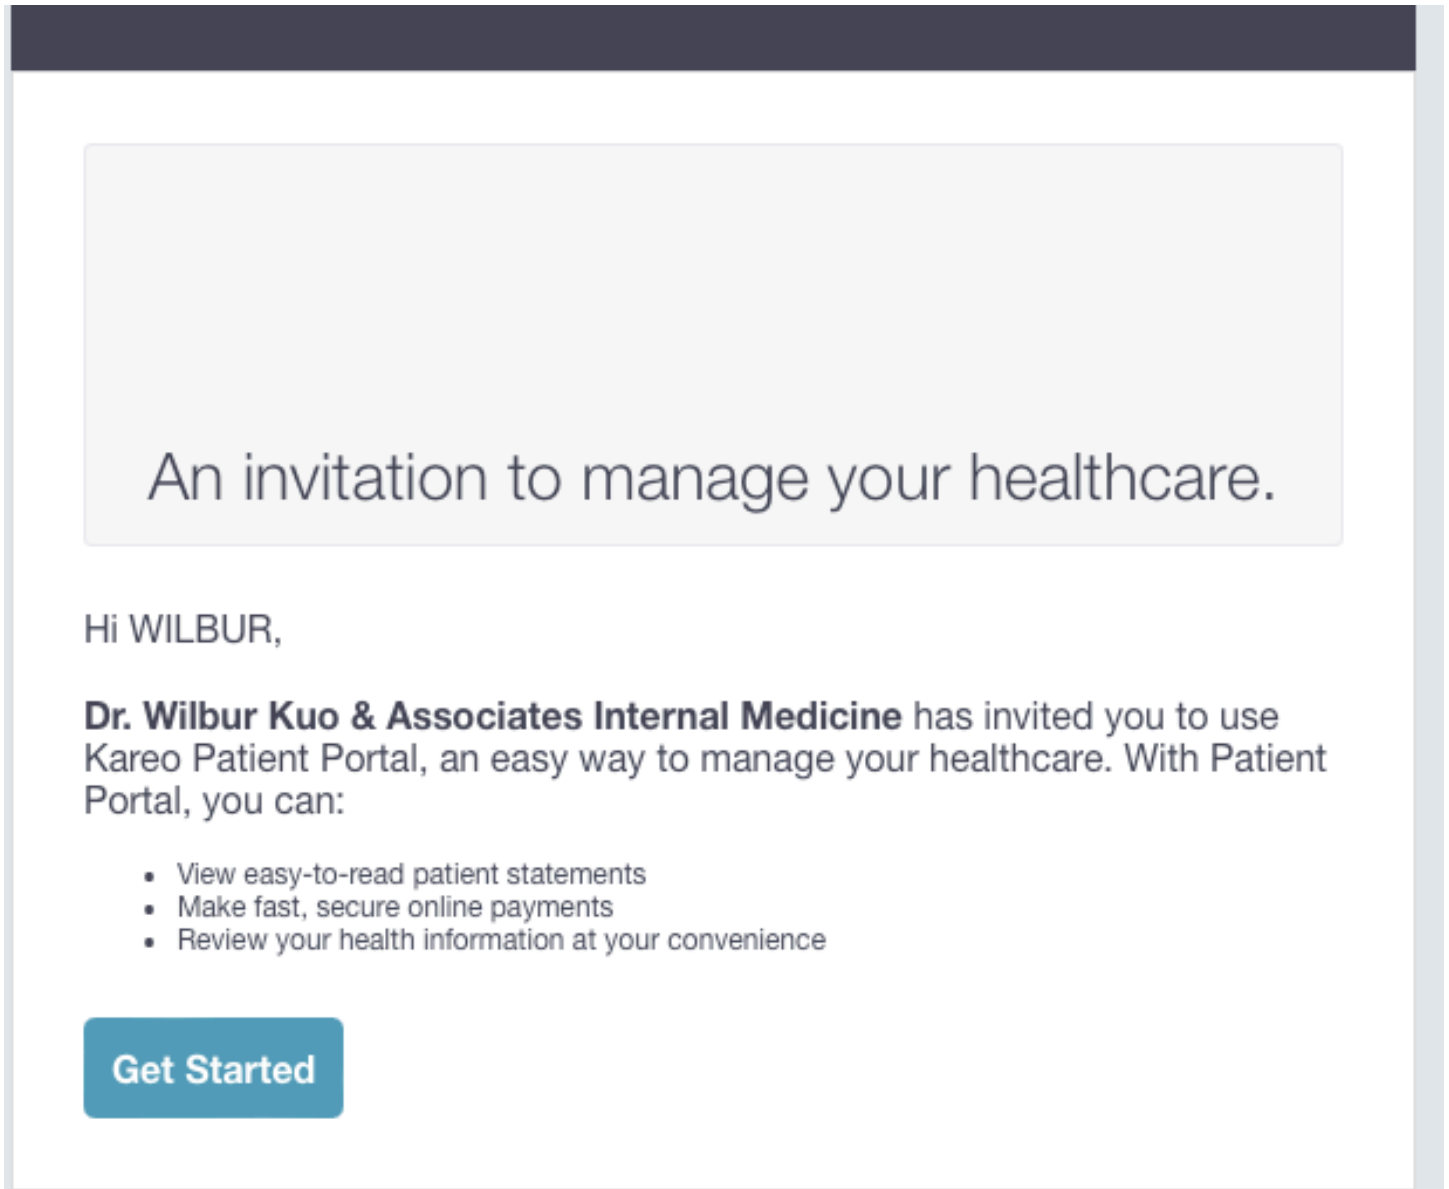 An invitation to manage your healthcare.
Hi WILBUR,
Dr. Wilbur Kuo & Associates Internal Medicine has invited you to use
Kareo Patient Portal, an easy way to manage your healthcare. With Patient
Portal, you can:
• View easy-to-read patient statements
• Make fast, secure online payments
• Review your health information at your convenience
Get Started